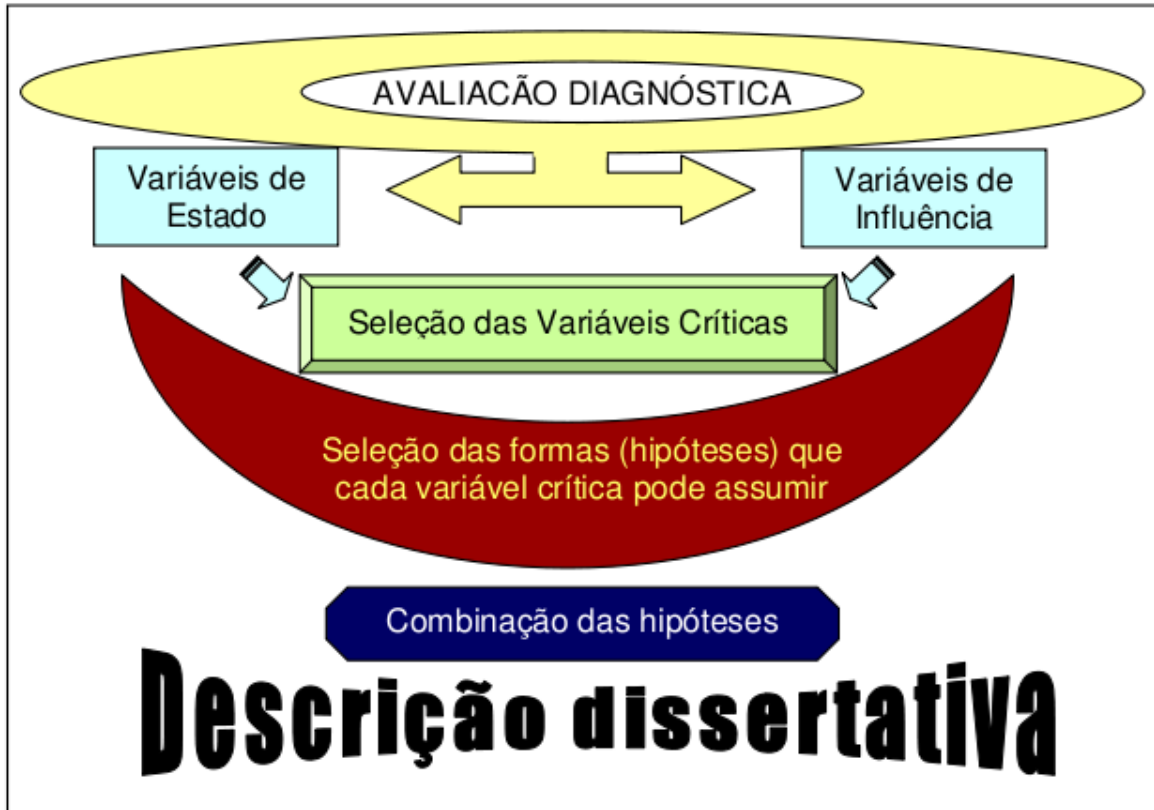 AVALIACÃO DIAGNÓSTICA
Variáveis de
Estado
Variáveis de
Influência
Seleção das Variáveis Críticas
Seleção das formas (hipóteses) que
cada variável crítica pode assumir
Combinação das hipóteses
Descrição dissertativa